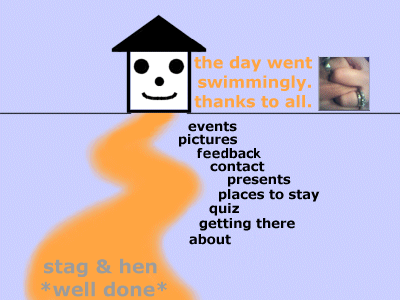 the day went
swimmingly.
thanks to all.
events
pictures
feedback
contact
presents
places to stay
quiz
getting there
about
stag & hen
*well done*